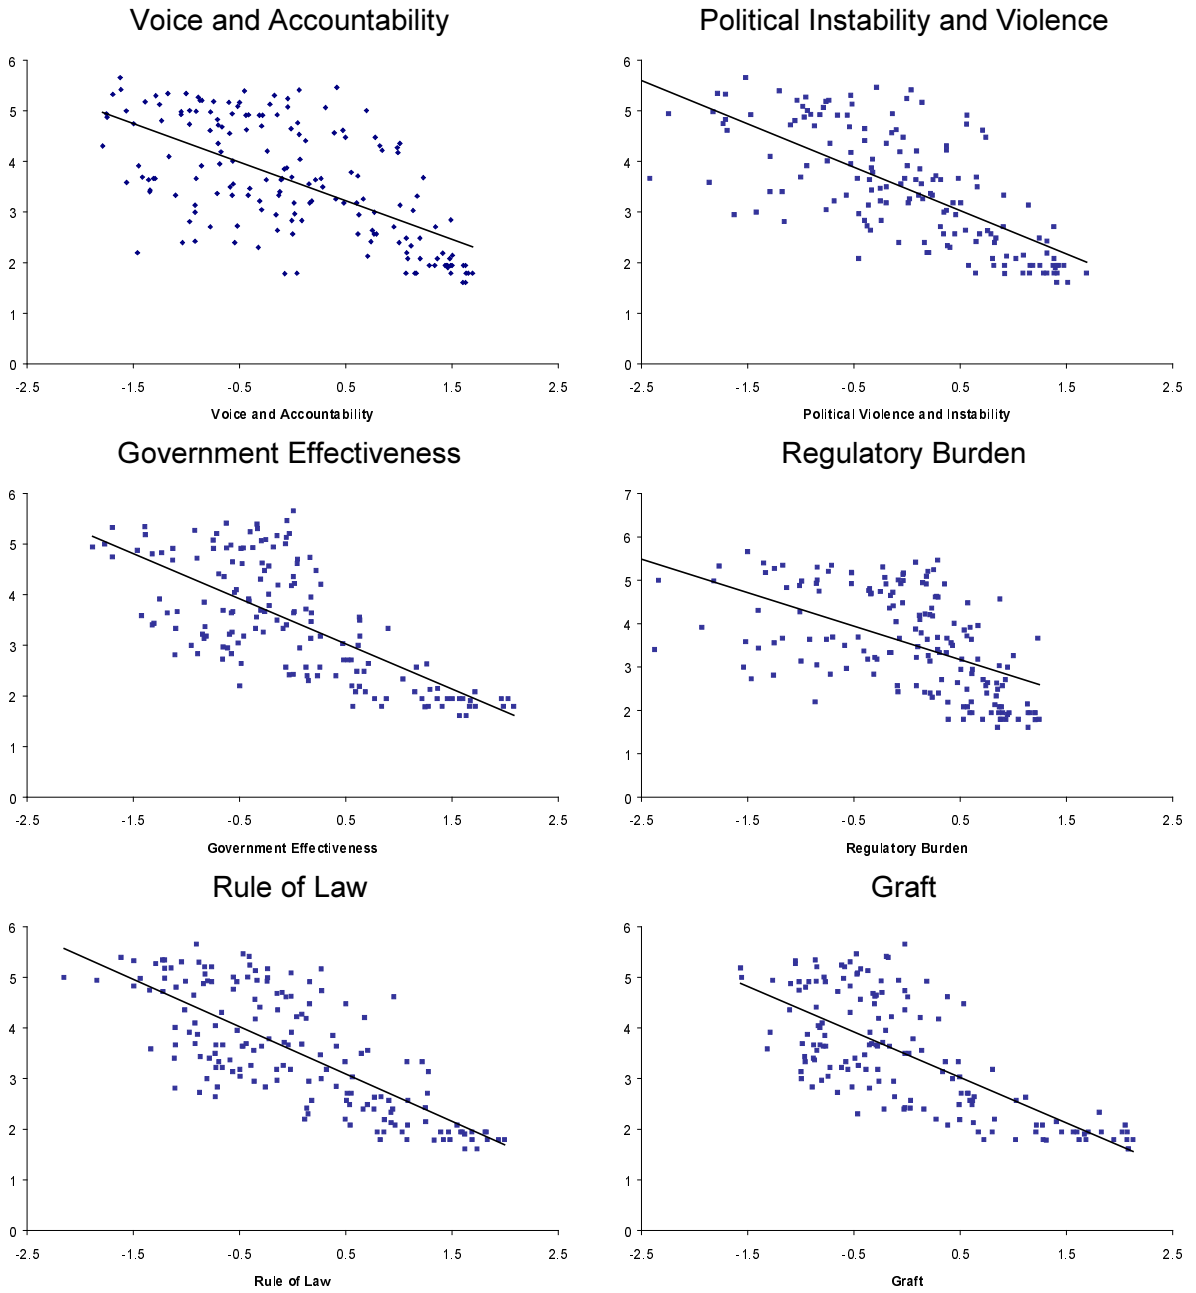 Voice and Accountability
6
5
4
3
2
1
0
-2.5 -1.5 -0.5 0.5 1.5 2.5
Voice and Accountability
Political Instability and Violence
6
5
4
3
2
1
0
-2.5 -1.5 -0.5 0.5 1.5 2.5
Political Violence and Instability
Government Effectiveness
6
5
4
3
2
1
0
-2.5 -1.5 -0.5 0.5 1.5 2.5
Government Effectiveness
Regulatory Burden
7
6
5
4
3
2
1
0
-2.5 -1.5 -0.5 0.5 1.5 2.5
Regulatory Burden
Rule of Law
6
5
4
3
2
1
0
-2.5 -1.5 -0.5 0.5 1.5 2.5
Rule of Law
Graft
6
5
4
3
2
1
0
-2.5 -1.5 -0.5 0.5 1.5 2.5
Graft